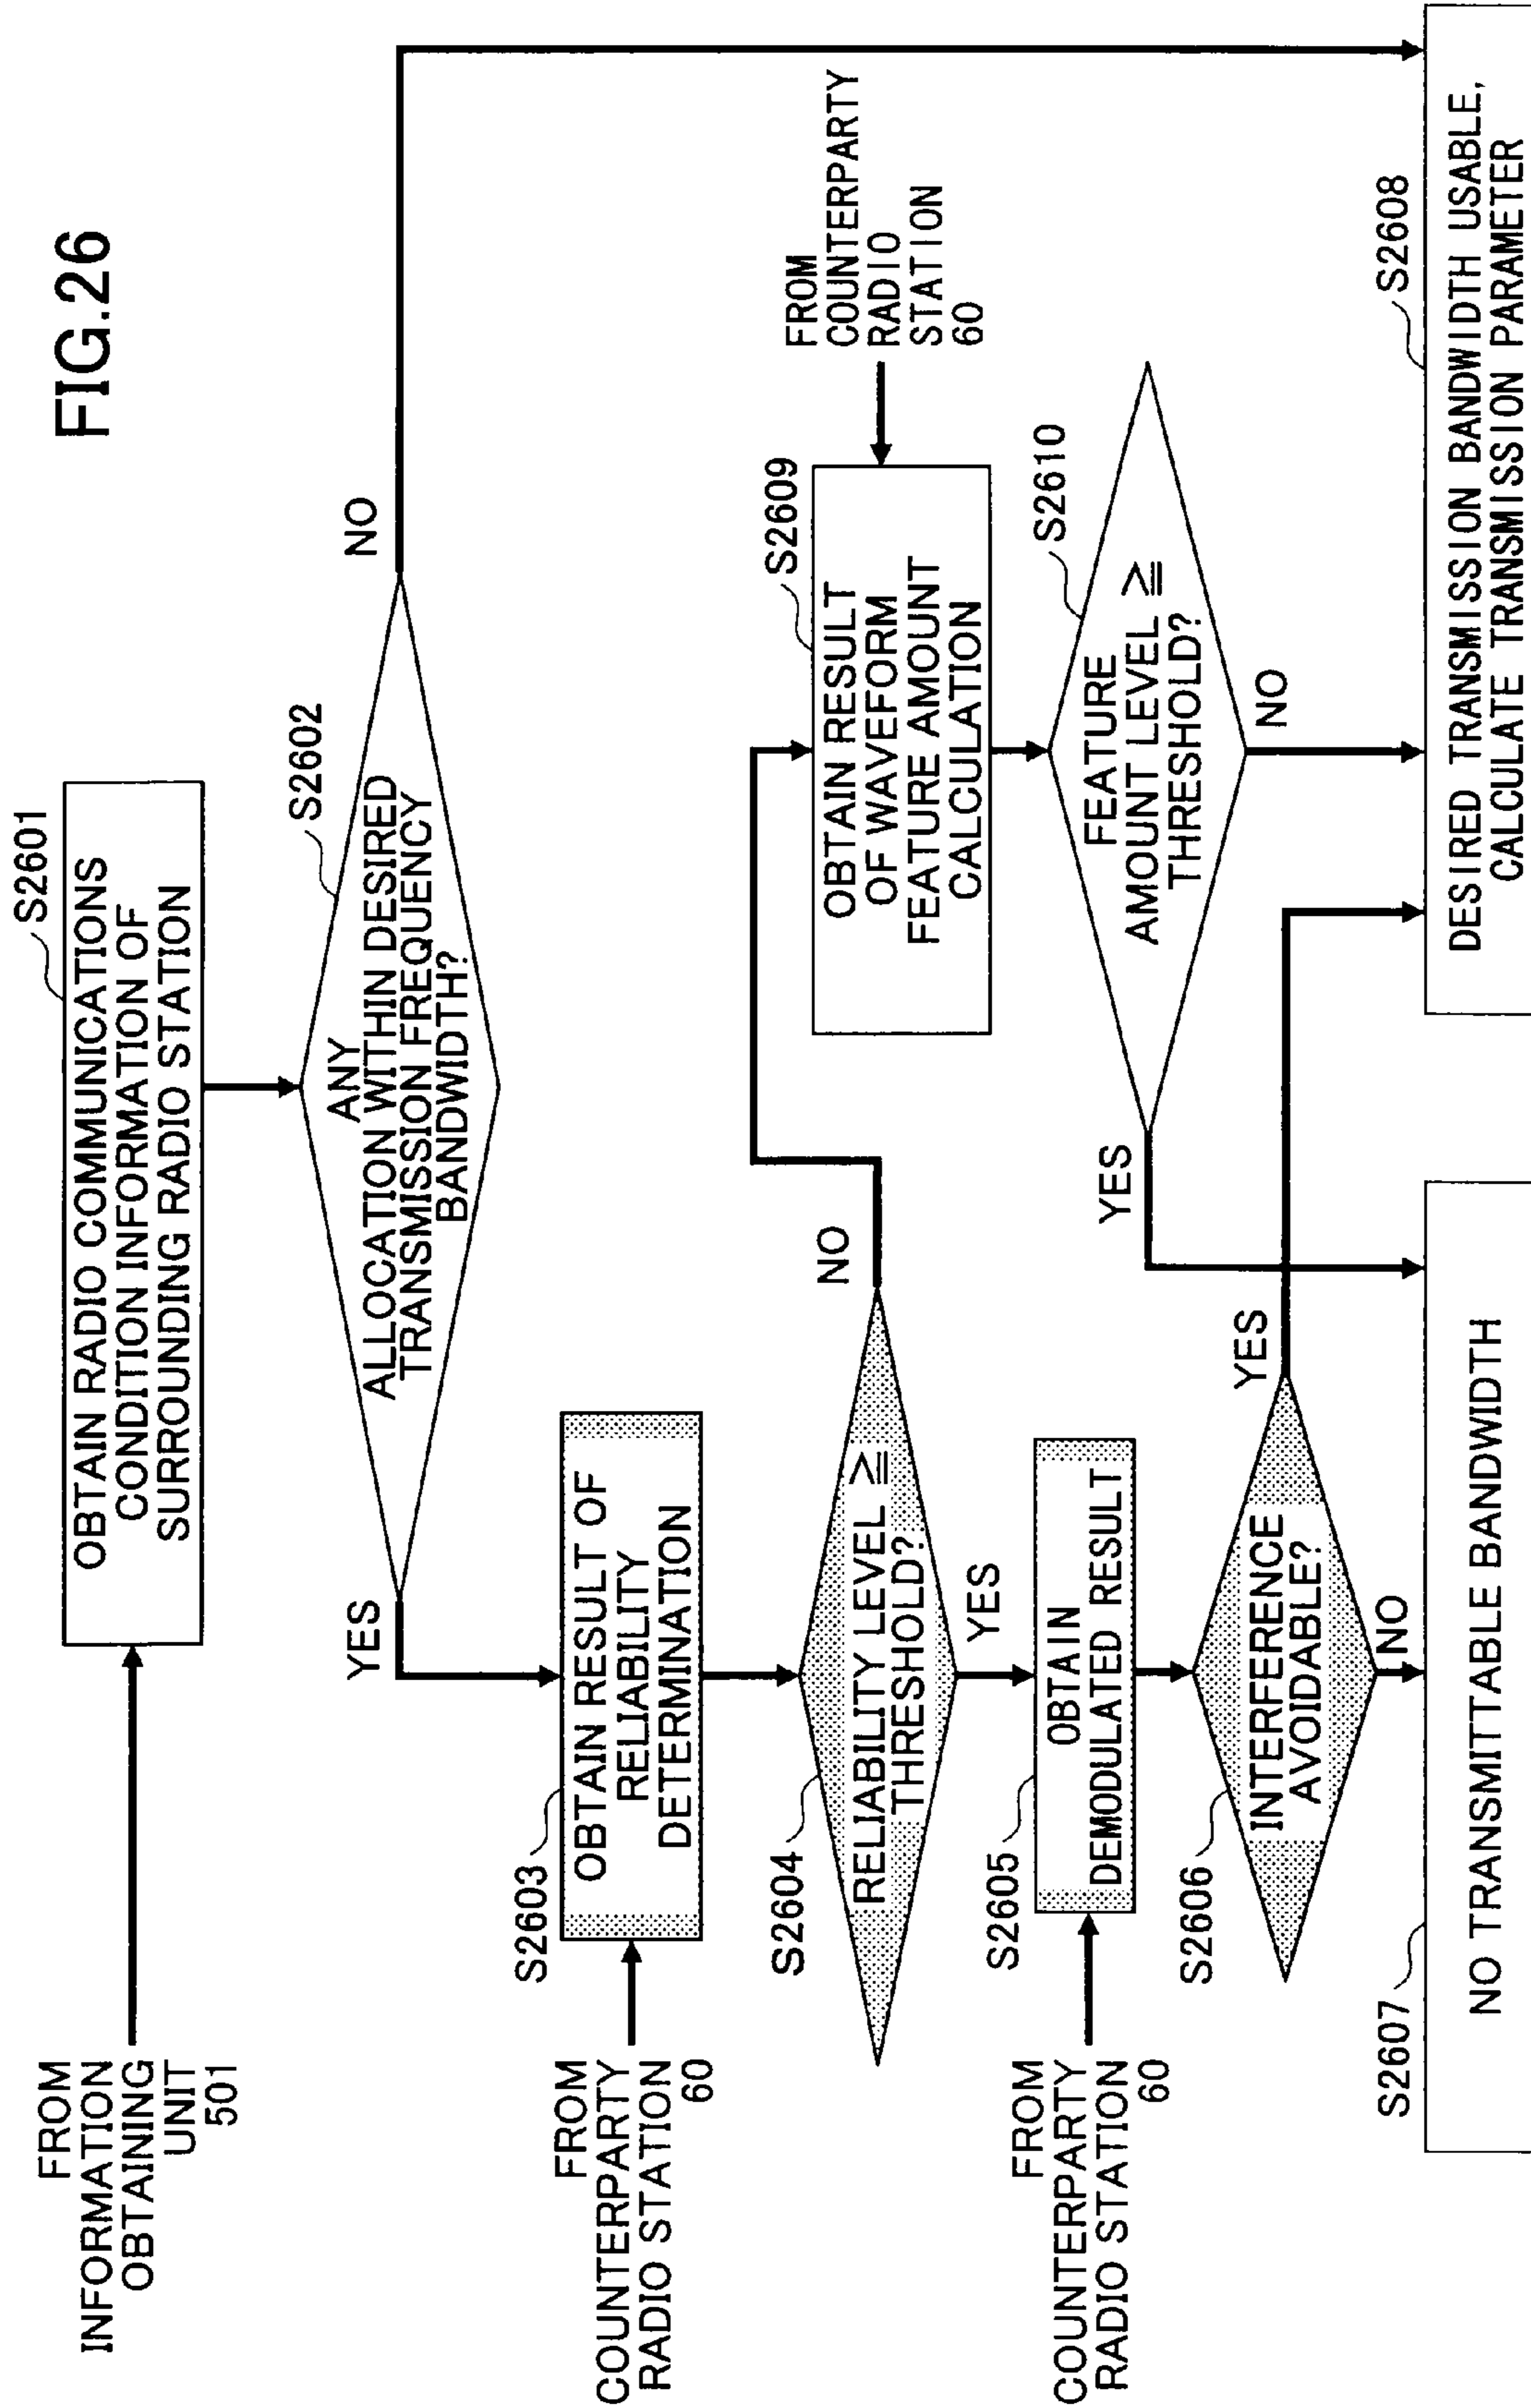 FIG.26
FROM
INFORMATION
OBTAINING
UNIT
501
S2601
OBTAIN RADIO COMMUNICATIONS
CONDITION INFORMATION OF
SURROUNDING RADIO STATION
S2602
ANY
ALLOCATION WITHIN DESIRED
TRANSMISSION FREQUENCY
BANDWIDTH?
YES
NO
FROM
COUNTERPARTY
RADIO STATION
60
S2603
OBTAIN RESULT OF
RELIABILITY
DETERMINATION
S2604
RELIABILITY LEVEL ≧
THRESHOLD?
NO
YES
S2609
OBTAIN RESULT
OF WAVEFORM
FEATURE AMOUNT
CALCULATION
FROM
COUNTERPARTY
RADIO
STATION
60
S2610
FEATURE
AMOUNT LEVEL ≧
THRESHOLD?
YES
NO
FROM
COUNTERPARTY
RADIO STATION
60
S2605
OBTAIN
DEMODULATED RESULT
S2606
INTERFERENCE
AVOIDABLE?
YES
NO
S2607
NO TRANSMITTABLE BANDWIDTH
S2608
DESIRED TRANSMISSION BANDWIDTH USABLE,
CALCULATE TRANSMISSION PARAMETER